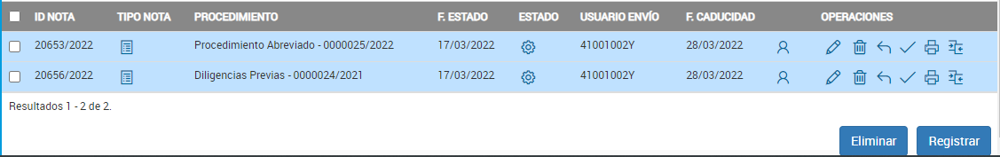 ID NOTA TIPO NOTA PROCEDIMIENTO F. ESTADO ESTADO USUARIO ENVÍO F. CADUCIDAD OPERACIONES
20653/2022 Procedimiento Abreviado - 0000025/2022 17/03/2022 41001002Y 28/03/2022
20656/2022 Diligencias Previas - 0000024/2021 17/03/2022 41001002Y 28/03/2022
Resultados 1 - 2 de 2.
Eliminar Registrar